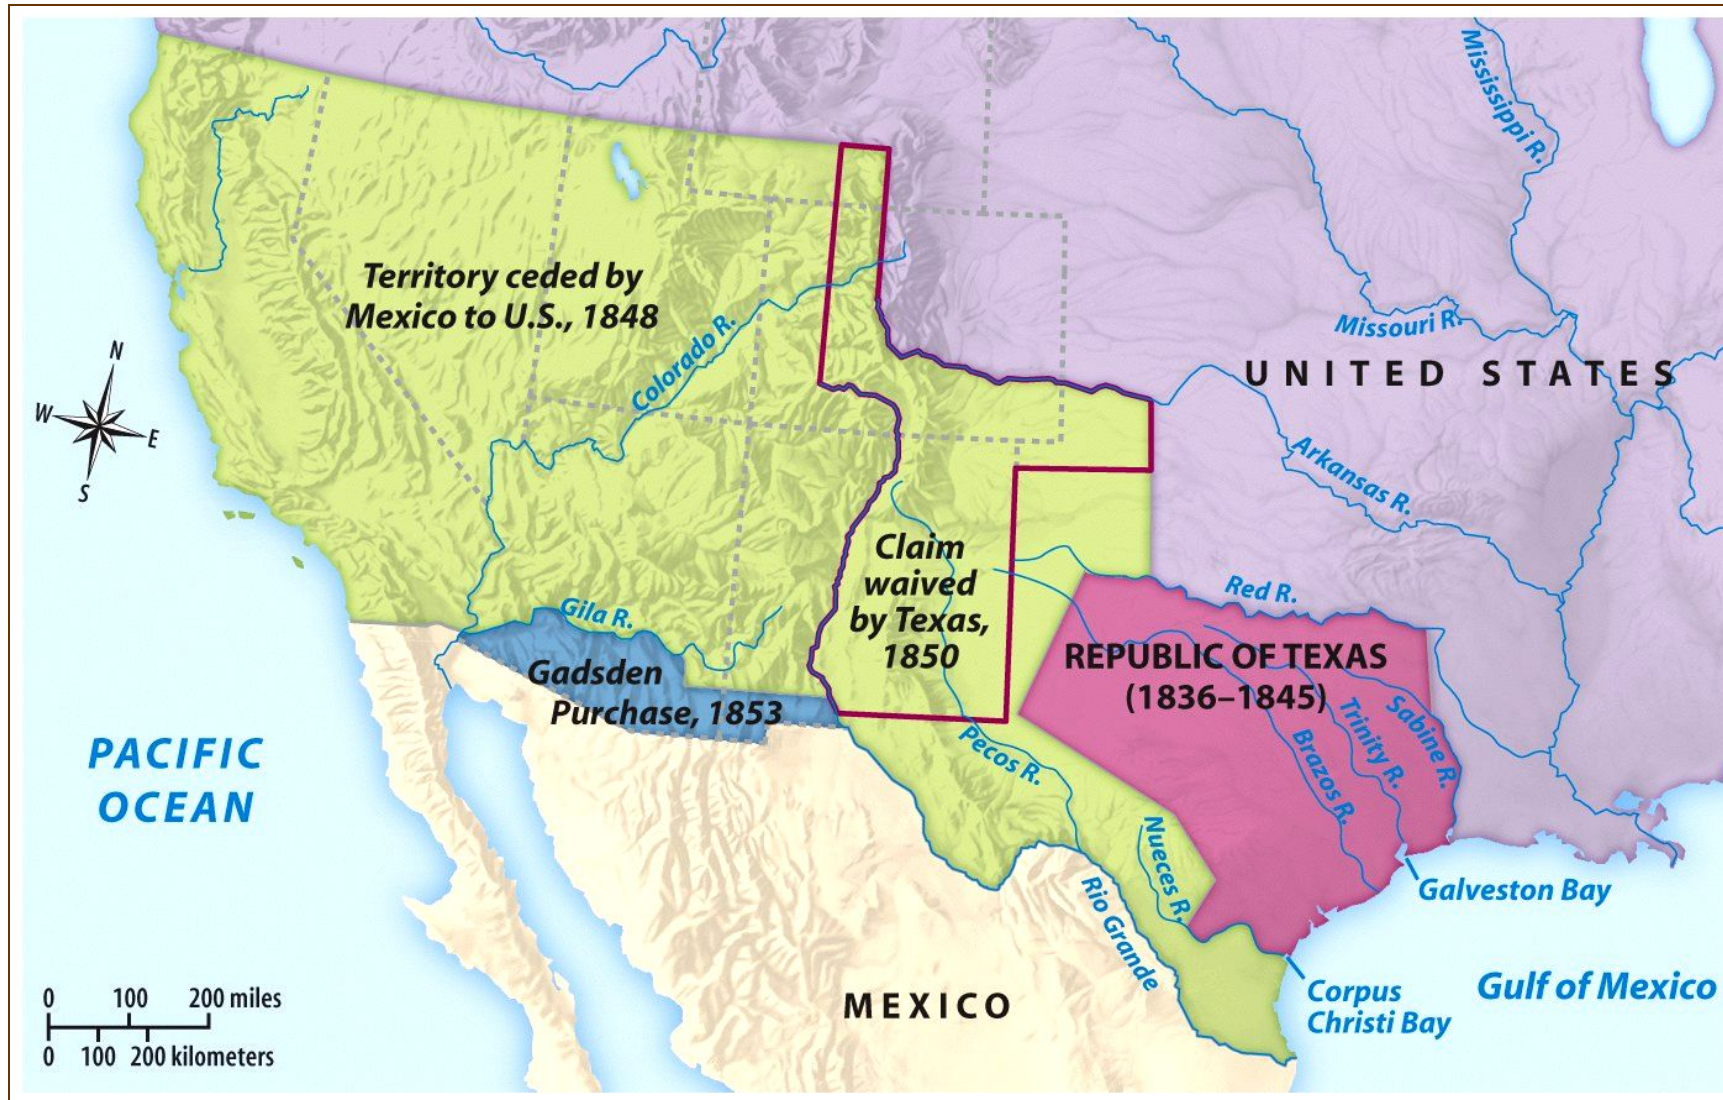 Mississippi R.
Territory ceded by
Mexico to U.S., 1848
Colorado R.
Missouri R.
UNITED STATES
N
W
E
S
Arkansas R.
Claim
waived
by Texas,
1850
Gila R.
Red R.
Gadsden
Purchase, 1853
REPUBLIC OF TEXAS
(1836–1845)
Sabine R.
Trinity R.
Brazos R.
Pecos R.
PACIFIC
OCEAN
Nueces R.
Rio Grande
Galveston Bay
MEXICO
Corpus
Christi Bay
Gulf of Mexico
0 100 200 miles
0 100 200 kilometers